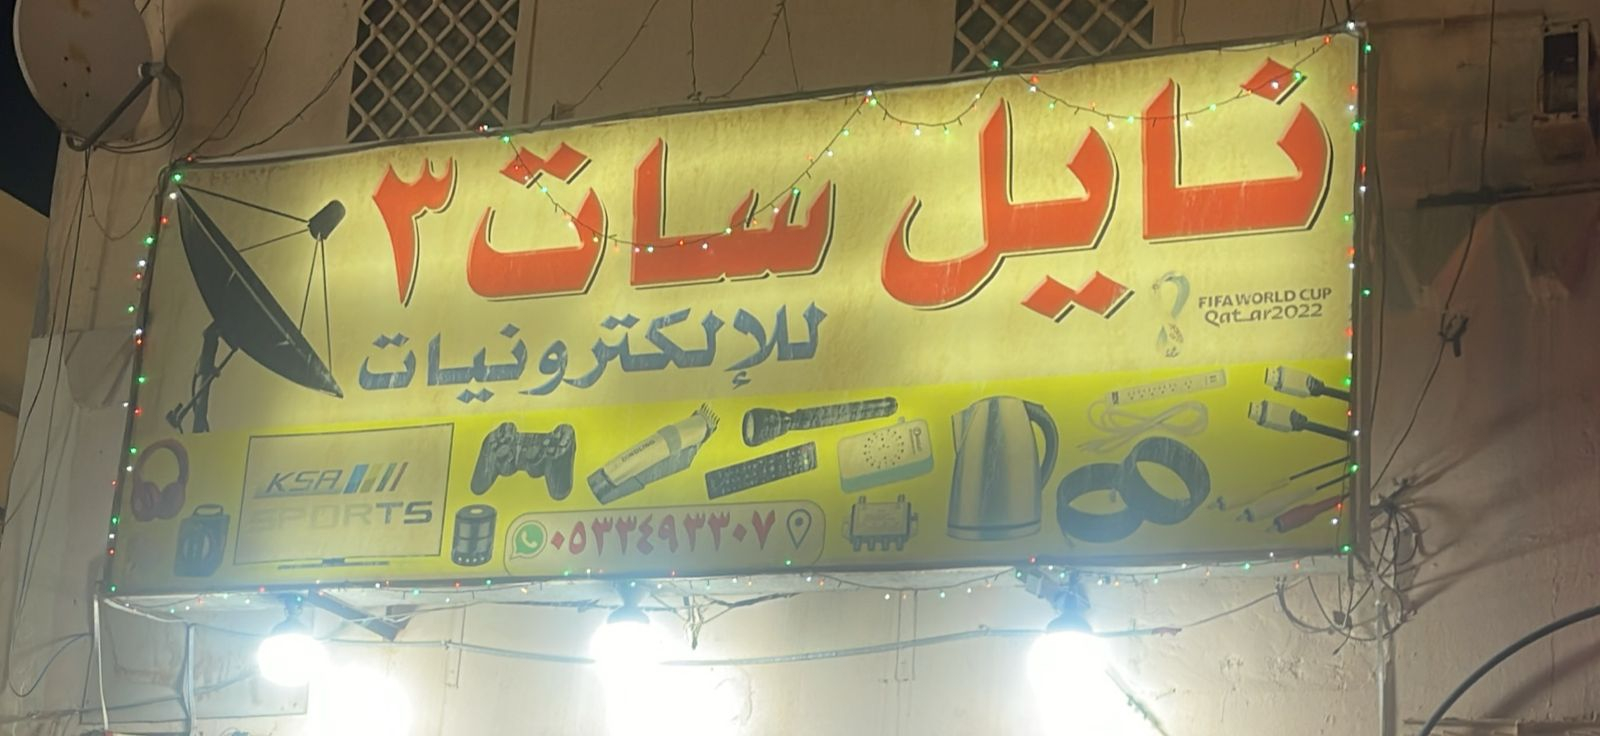 نايل سات ٣
للإلكترونيات
FIFA WORLD CUP
Qatar2022
KSA
SPORTS
٠٥٣٣٤٩٣٣٠٧